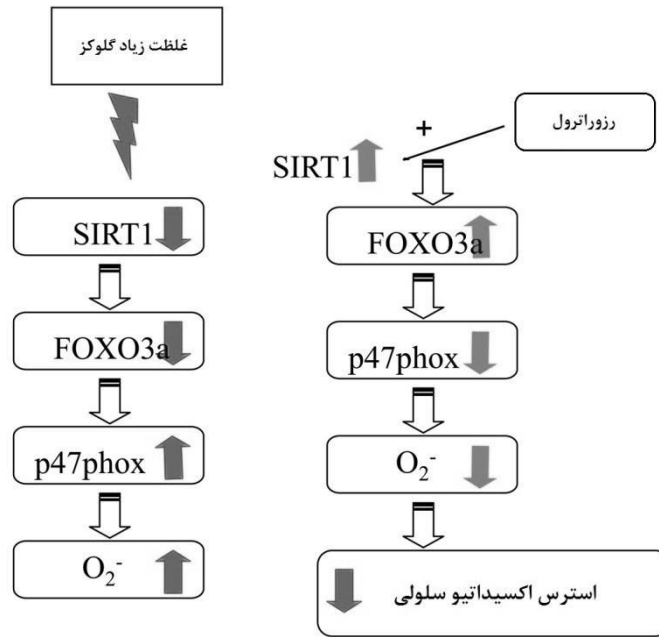 غلظت زیاد گلوکز
SIRT1
FOXO3a
p47phox
O₂⁻
رزوراترول
+
SIRT1
FOXO3a
p47phox
O₂⁻
استرس اکسیداتیو سلولی